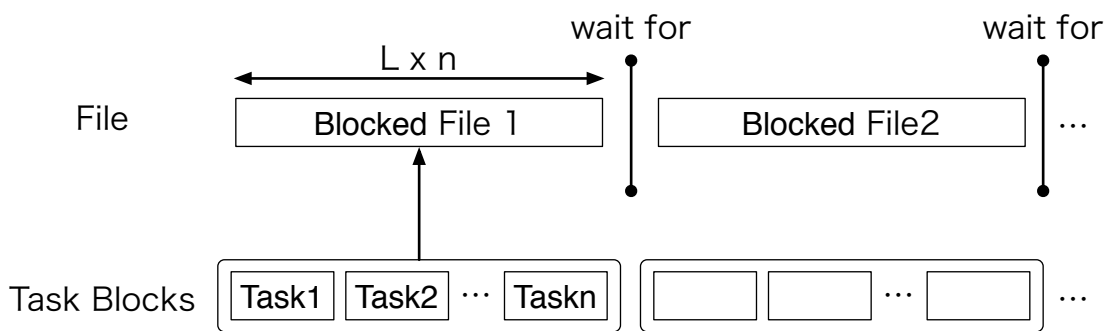 wait for wait for
L x n
File Blocked File 1 Blocked File2 …
Task Blocks Task1 Task2 … Taskn … …